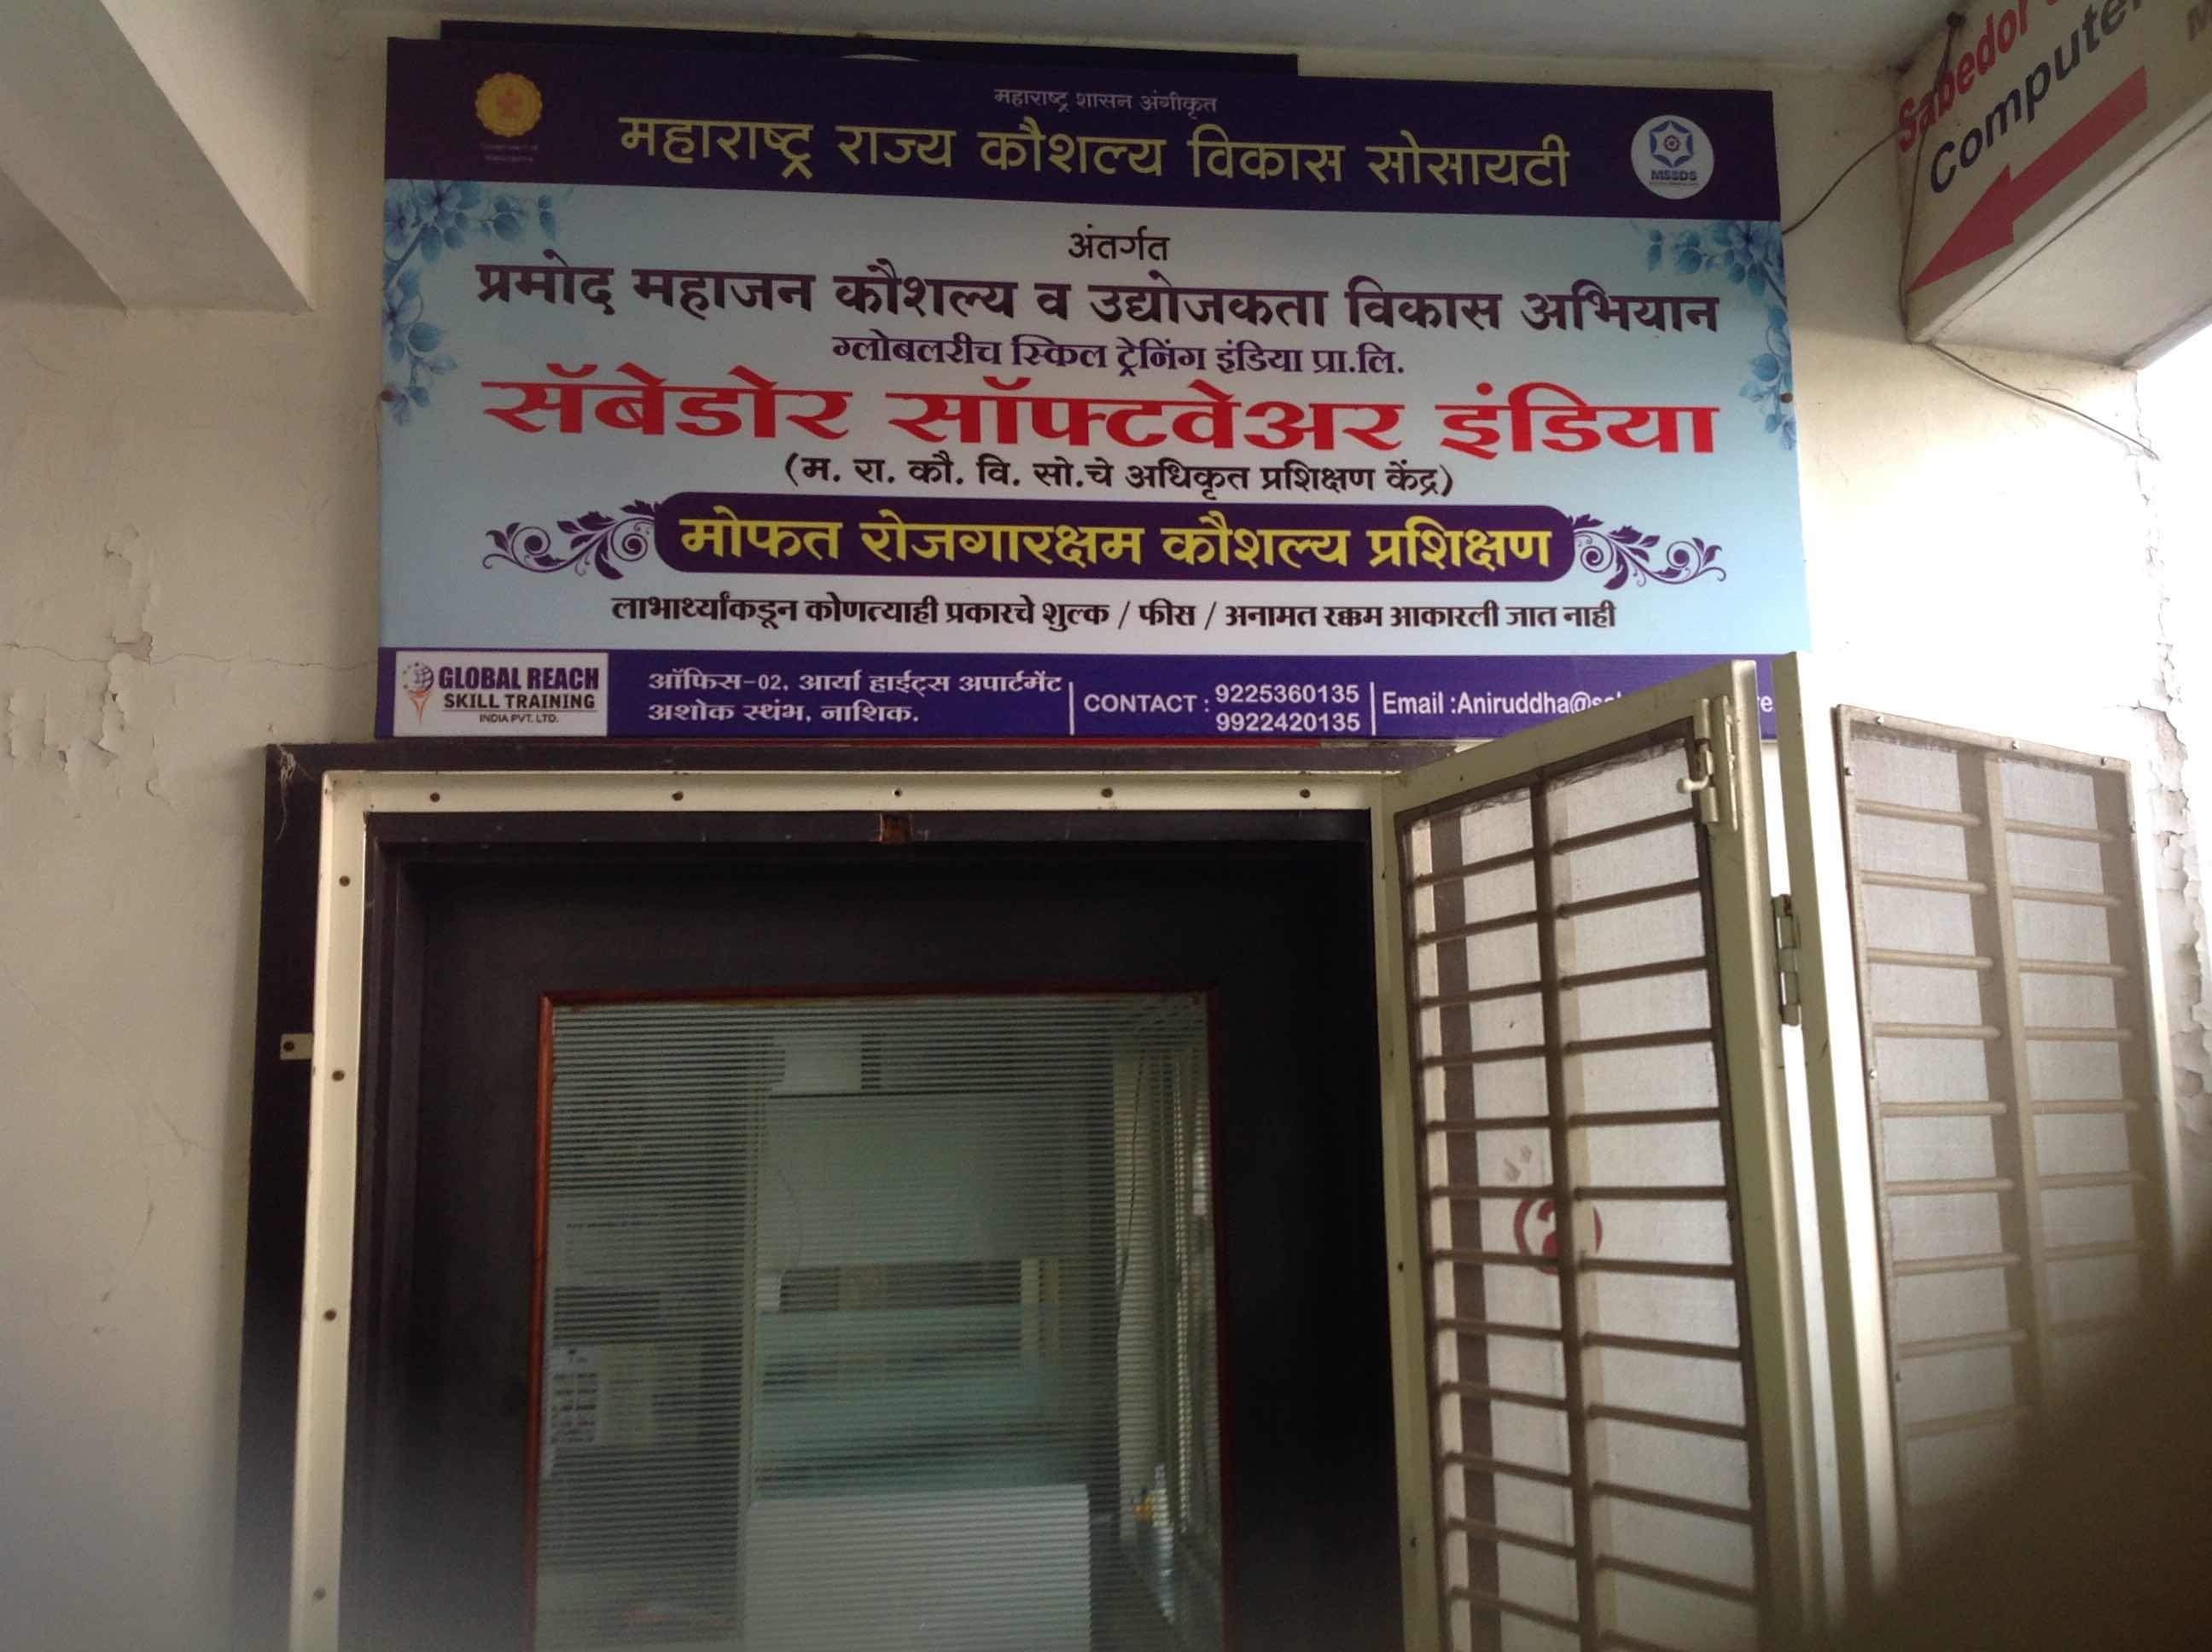 महाराष्ट्र शासन अंगीकृत
महाराष्ट्र राज्य कौशल्य विकास सोसायटी
MSSDS
अंतर्गत
प्रमोद महाजन कौशल्य व उद्योजकता विकास अभियान
ग्लोबलरीच स्किल ट्रेनिंग इंडिया प्रा.लि.
सॅबेडोर सॉफ्टवेअर इंडिया
(म. रा. कौ. वि. सो.चे अधिकृत प्रशिक्षण केंद्र)
मोफत रोजगारक्षम कौशल्य प्रशिक्षण
लाभार्थ्यांकडून कोणत्याही प्रकारचे शुल्क / फीस / अनामत रक्कम आकारली जात नाही
GLOBAL REACH
SKILL TRAINING
INDIA PVT. LTD.
ऑफिस-02, आर्या हाईट्स अपार्टमेंट
अशोक स्थंभ, नाशिक.
CONTACT : 9225360135
9922420135
Email :Aniruddha@
Sabedor
Compute
2